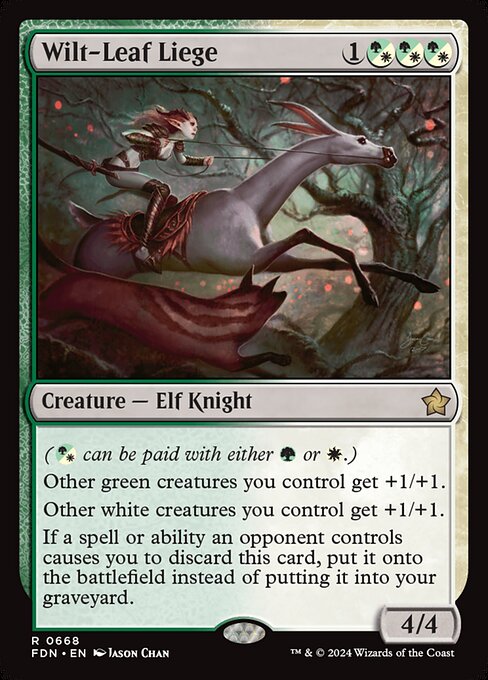 Wilt-Leaf Liege 1
Creature — Elf Knight
( can be paid with either or .)
Other green creatures you control get +1/+1.
Other white creatures you control get +1/+1.
If a spell or ability an opponent controls
causes you to discard this card, put it onto
the battlefield instead of putting it into your
graveyard.
4/4
R 0668
FDN • EN Jason Chan
™ & © 2024 Wizards of the Coast